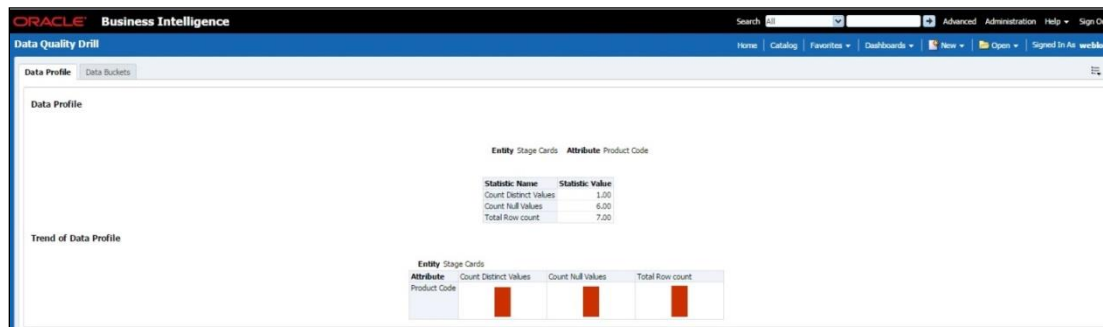 ORACLE Business Intelligence Search All Advanced Administration Help Sign O
Data Quality Drill Home Catalog Favorites Dashboards New Open Signed In As weblo
Data Profile Data Buckets
Data Profile
Entity Stage Cards Attribute Product Code
Statistic Name Statistic Value
Count Distinct Values 1.00
Count Null Values 6.00
Total Row count 7.00
Trend of Data Profile
Entity Stage Cards
Attribute Count Distinct Values Count Null Values Total Row count
Product Code